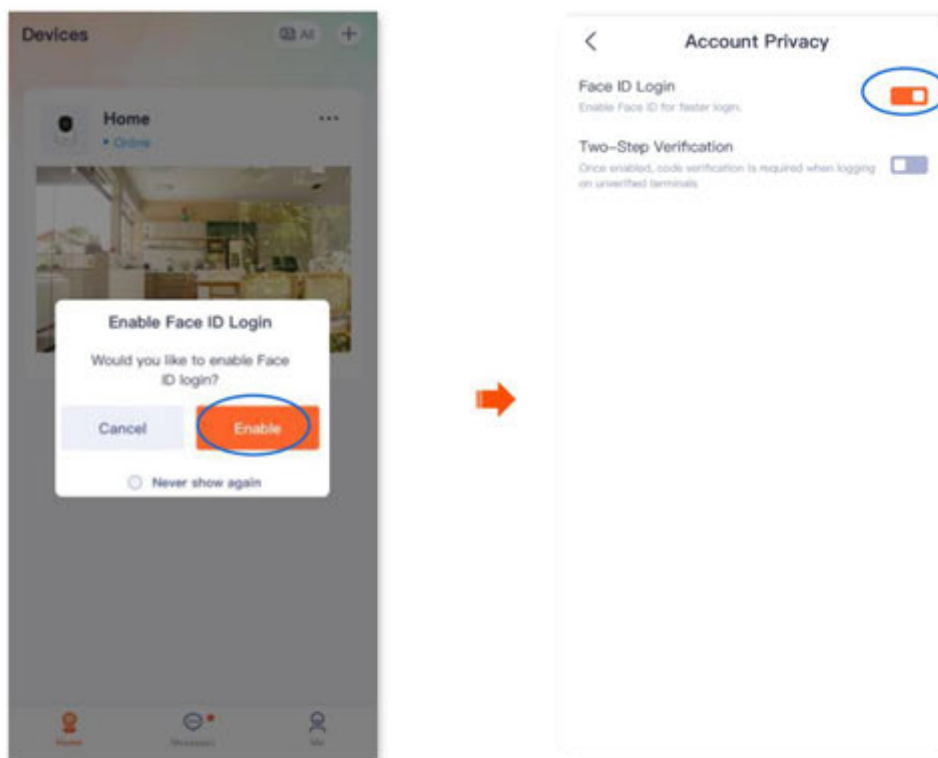 Devices
All
Home
Online
Enable Face ID Login
Would you like to enable Face
ID login?
Cancel
Enable
Never show again
Home
Messages
Me
Account Privacy
Face ID Login
Enable Face ID for faster login.
Two-Step Verification
Once enabled, code verification is required when logging
on unverified terminals